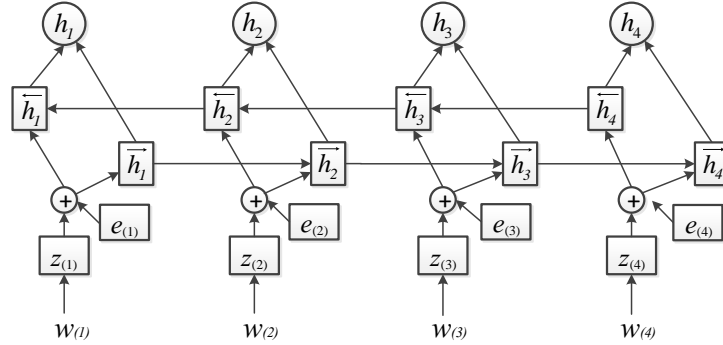 h₁ h₂ h₃ h₄
←h₁ ←h₂ ←h₃ ←h₄
→h₁ →h₂ →h₃ →h₄
+ + + +
e₍₁₎ e₍₂₎ e₍₃₎ e₍₄₎
z₍₁₎ z₍₂₎ z₍₃₎ z₍₄₎
w₍₁₎ w₍₂₎ w₍₃₎ w₍₄₎